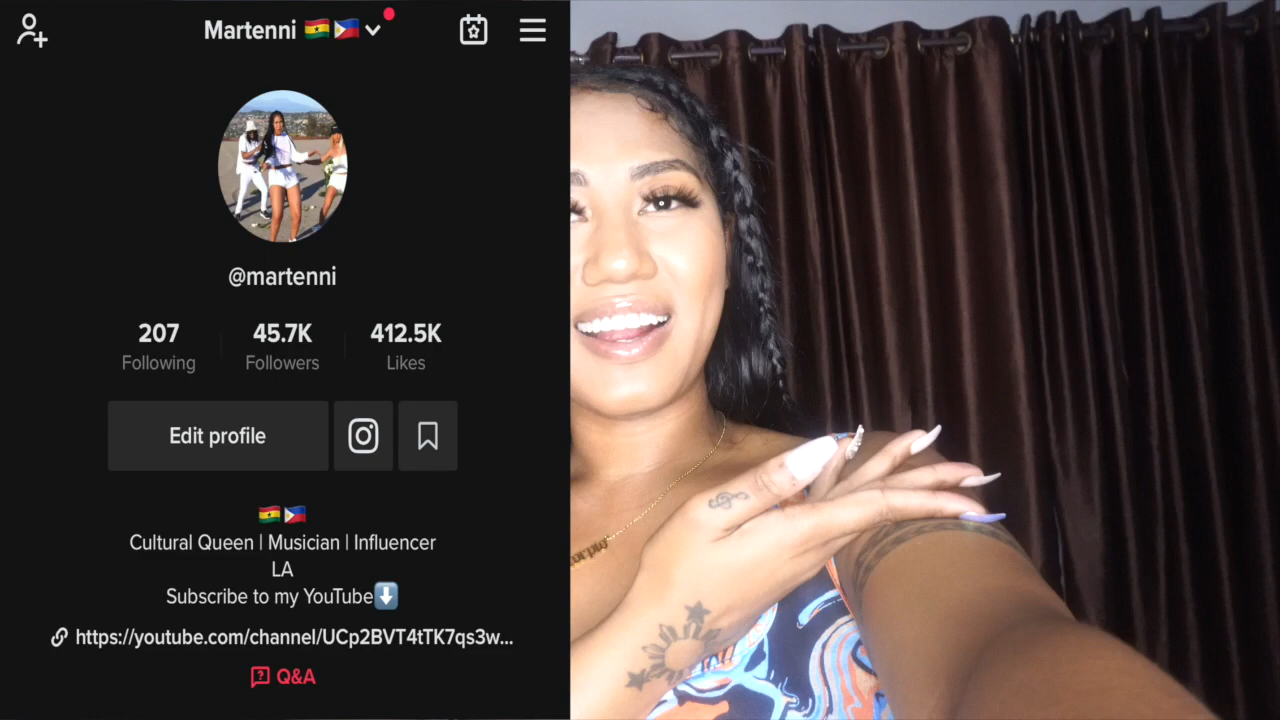 Martenni 🇬🇭🇵🇭
@martenni
207
Following
45.7K
Followers
412.5K
Likes
Edit profile
🇬🇭🇵🇭
Cultural Queen | Musician | Influencer
LA
Subscribe to my YouTube⬇️
https://youtube.com/channel/UCp2BVT4tTK7qs3w...
Q&A